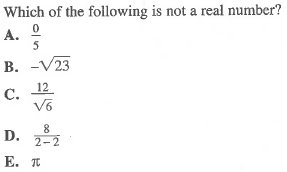 Which of the following is not a real number?
A. 0/5
B. -√23
C. 12/√6
D. 8/2-2
E. π